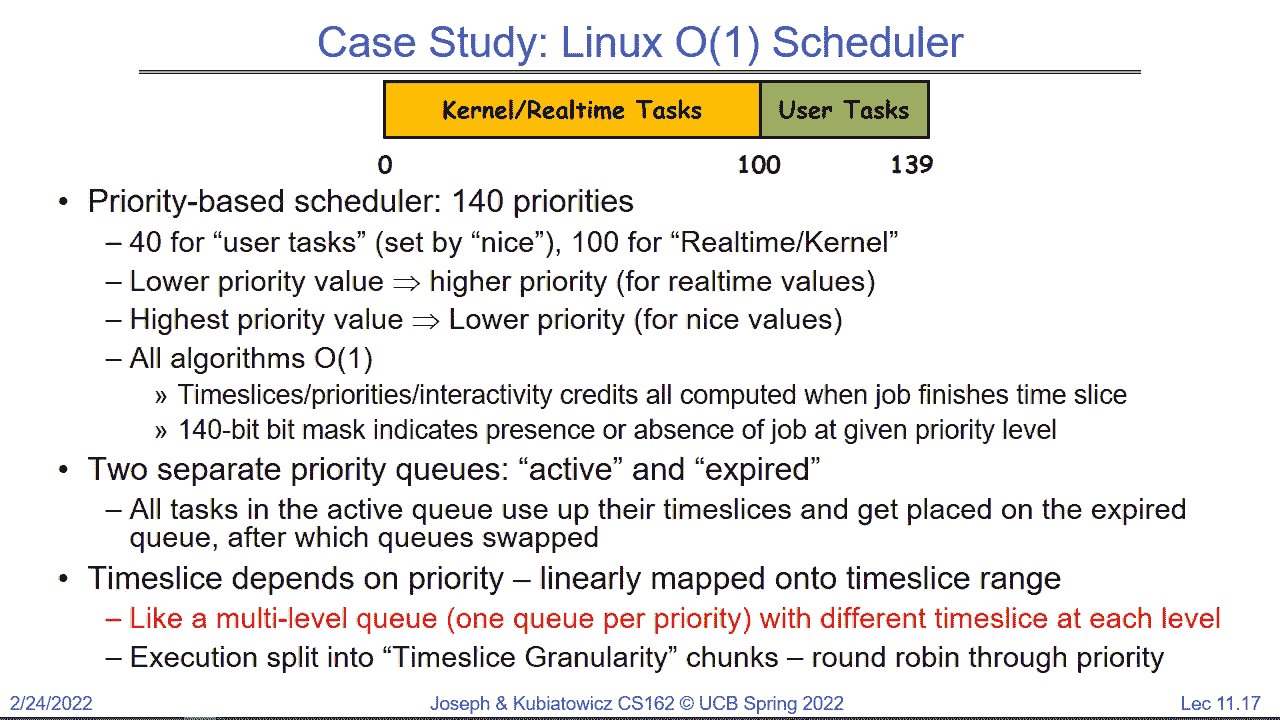 Case Study: Linux O(1) Scheduler
Kernel/Realtime Tasks User Tasks
0 100 139
• Priority-based scheduler: 140 priorities
– 40 for “user tasks” (set by “nice”), 100 for “Realtime/Kernel”
– Lower priority value ⇒ higher priority (for realtime values)
– Highest priority value ⇒ Lower priority (for nice values)
– All algorithms O(1)
» Timeslices/priorities/interactivity credits all computed when job finishes time slice
» 140-bit bit mask indicates presence or absence of job at given priority level
• Two separate priority queues: “active” and “expired”
– All tasks in the active queue use up their timeslices and get placed on the expired
queue, after which queues swapped
• Timeslice depends on priority – linearly mapped onto timeslice range
– Like a multi-level queue (one queue per priority) with different timeslice at each level
– Execution split into “Timeslice Granularity” chunks – round robin through priority
2/24/2022 Joseph & Kubiatowicz CS162 © UCB Spring 2022 Lec 11.17